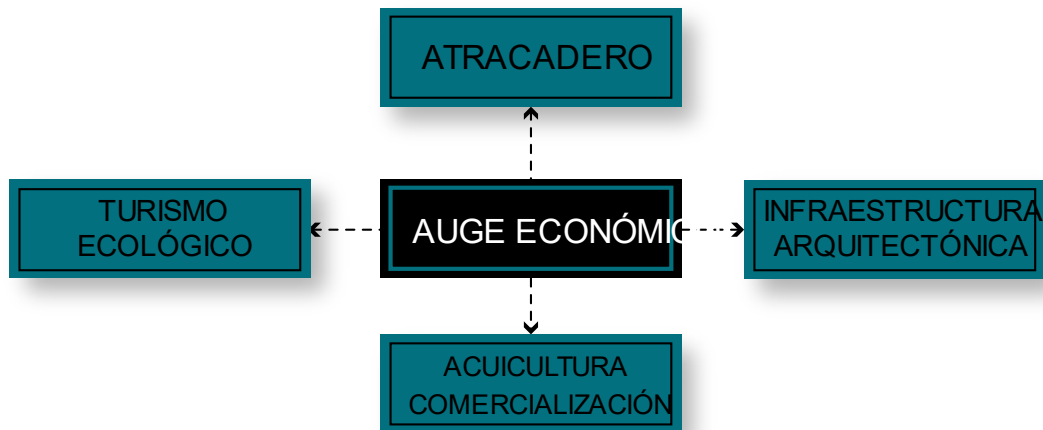 ATRACADERO
TURISMO
ECOLÓGICO
AUGE ECONÓMIC
INFRAESTRUCTURA
ARQUITECTÓNICA
ACUICULTURA
COMERCIALIZACIÓN